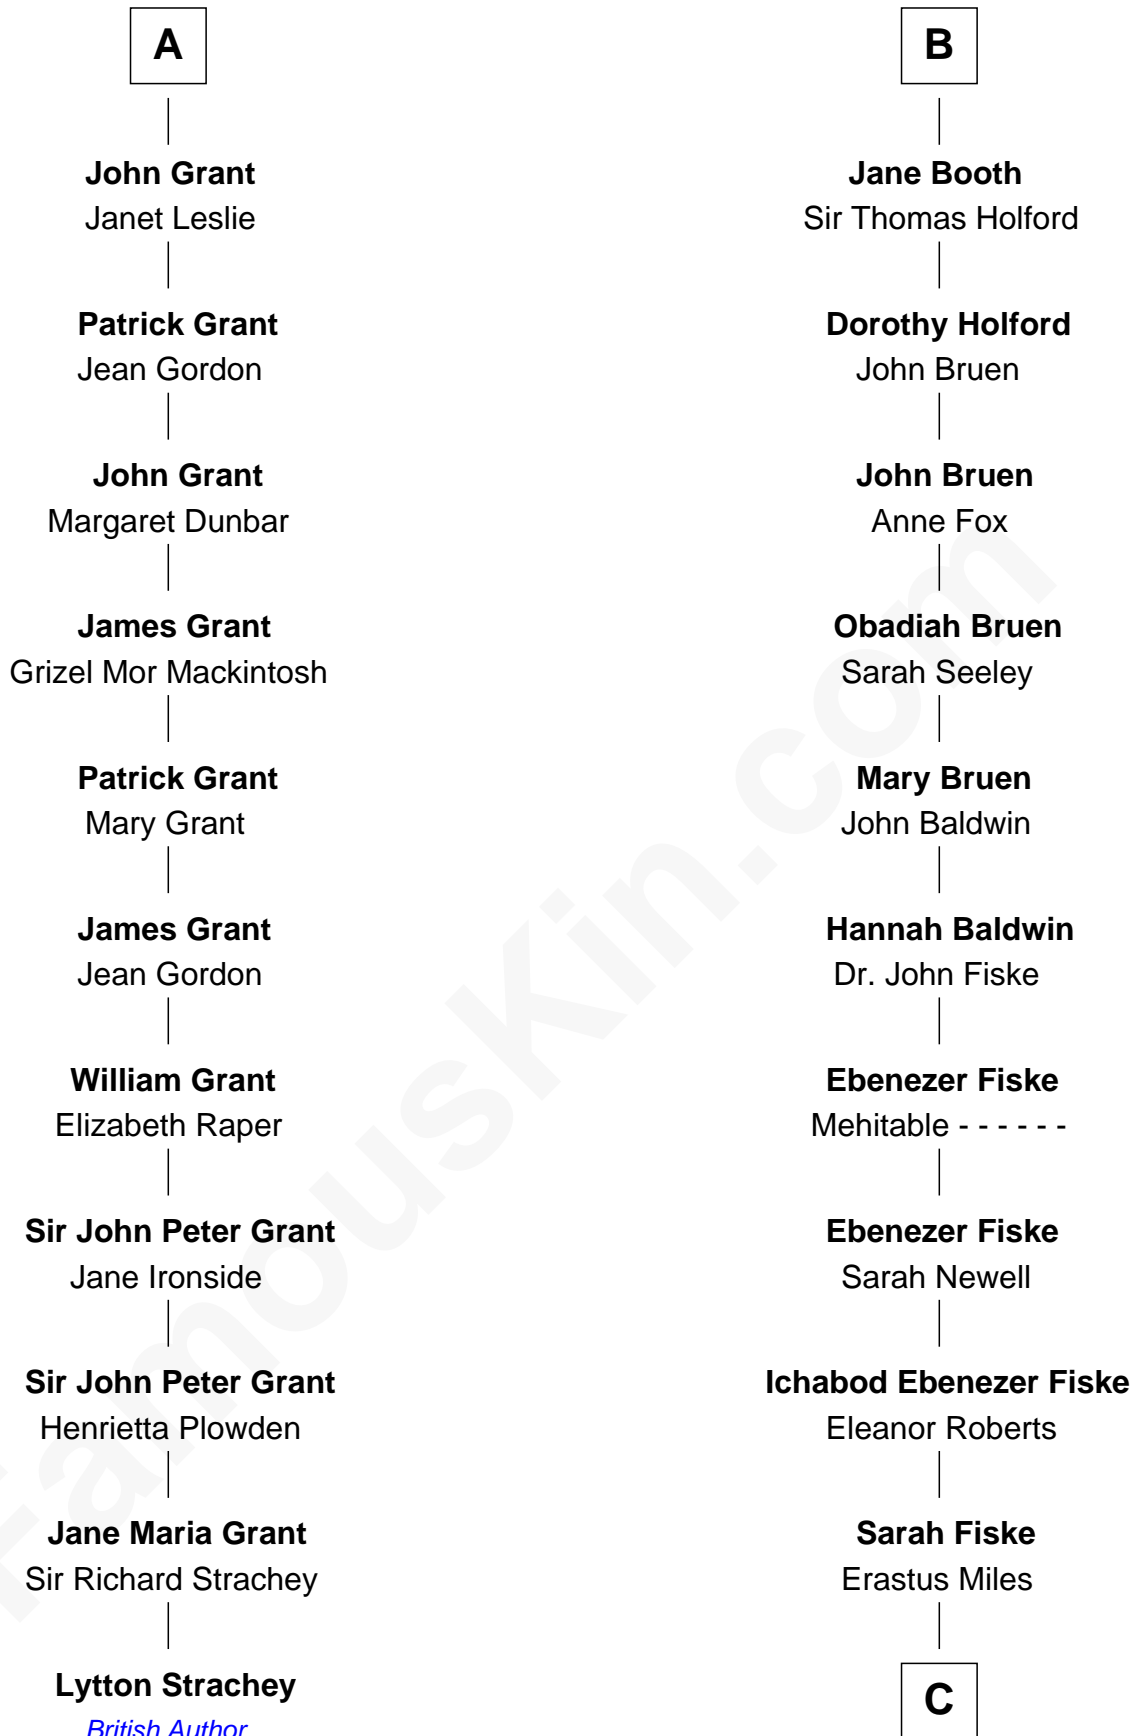 A
John Grant
Janet Leslie
Patrick Grant
Jean Gordon
John Grant
Margaret Dunbar
James Grant
Grizel Mor Mackintosh
Patrick Grant
Mary Grant
James Grant
Jean Gordon
William Grant
Elizabeth Raper
Sir John Peter Grant
Jane Ironside
Sir John Peter Grant
Henrietta Plowden
Jane Maria Grant
Sir Richard Strachey
Lytton Strachey
British Author
B
Jane Booth
Sir Thomas Holford
Dorothy Holford
John Bruen
John Bruen
Anne Fox
Obadiah Bruen
Sarah Seeley
Mary Bruen
John Baldwin
Hannah Baldwin
Dr. John Fiske
Ebenezer Fiske
Mehitable - - - - - -
Ebenezer Fiske
Sarah Newell
Ichabod Ebenezer Fiske
Eleanor Roberts
Sarah Fiske
Erastus Miles
C
FamousKin.com